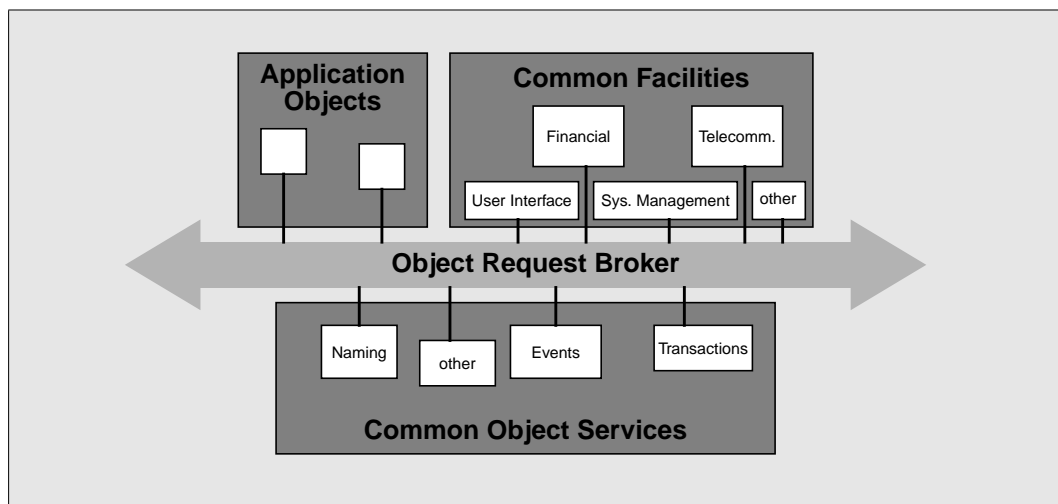 Application
Objects
Common Facilities
Financial
Telecomm.
User Interface
Sys. Management
other
Object Request Broker
Naming
other
Events
Transactions
Common Object Services